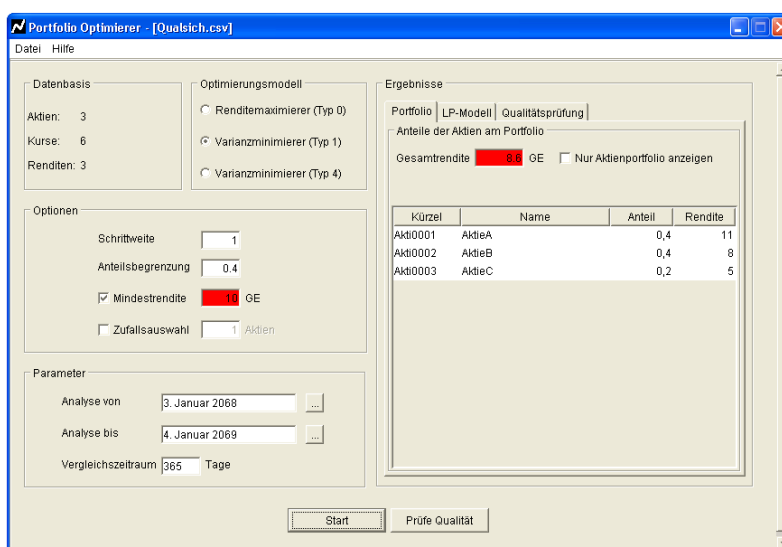 Portfolio Optimierer - [Qualsich.csv]
Datei Hilfe
Datenbasis
Aktien: 3
Kurse: 6
Renditen: 3
Optimierungsmodell
Renditemaximierer (Typ 0)
Varianzminimierer (Typ 1)
Varianzminimierer (Typ 4)
Optionen
Schrittweite 1
Anteilsbegrenzung 0.4
Mindestrendite 10 GE
Zufallsauswahl 1 Aktien
Parameter
Analyse von 3. Januar 2068 ...
Analyse bis 4. Januar 2069 ...
Vergleichszeitraum 365 Tage
Ergebnisse
Portfolio LP-Modell Qualitätsprüfung
Anteile der Aktien am Portfolio
Gesamtrendite 8.6 GE Nur Aktienportfolio anzeigen
Kürzel Name Anteil Rendite
Akti0001 AktieA 0,4 11
Akti0002 AktieB 0,4 8
Akti0003 AktieC 0,2 5
Start Prüfe Qualität